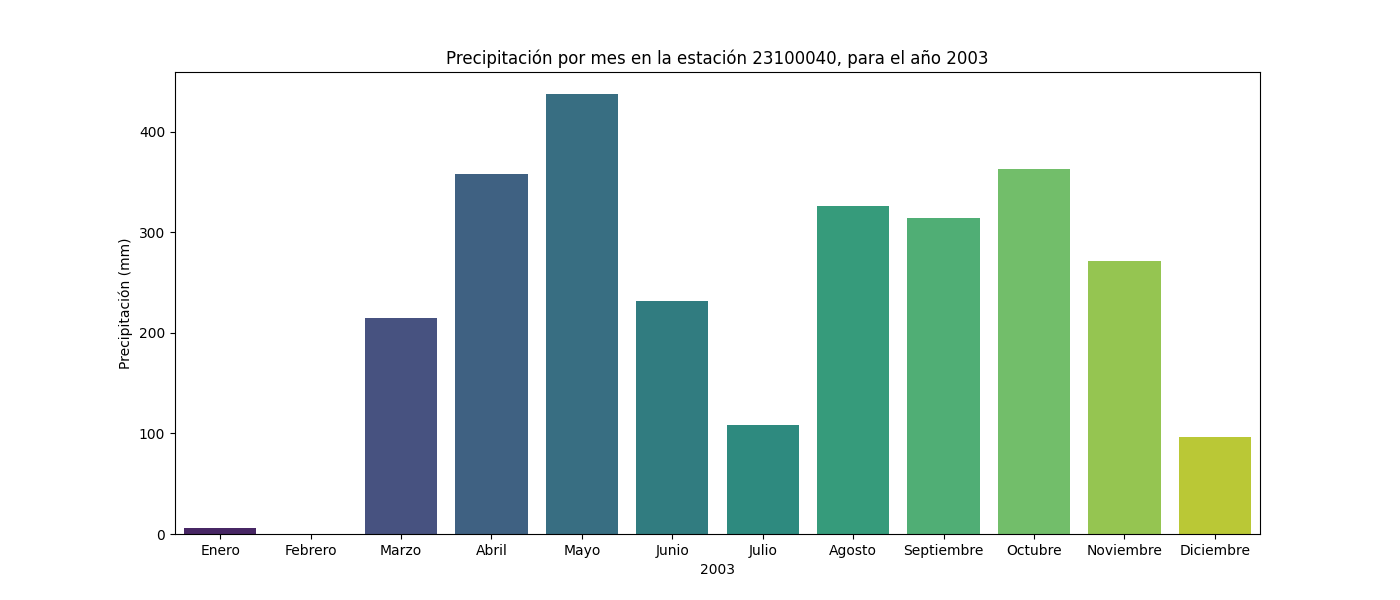 Precipitación por mes en la estación 23100040, para el año 2003
Precipitación (mm)
400
300
200
100
0
Enero Febrero Marzo Abril Mayo Junio Julio Agosto Septiembre Octubre Noviembre Diciembre
2003